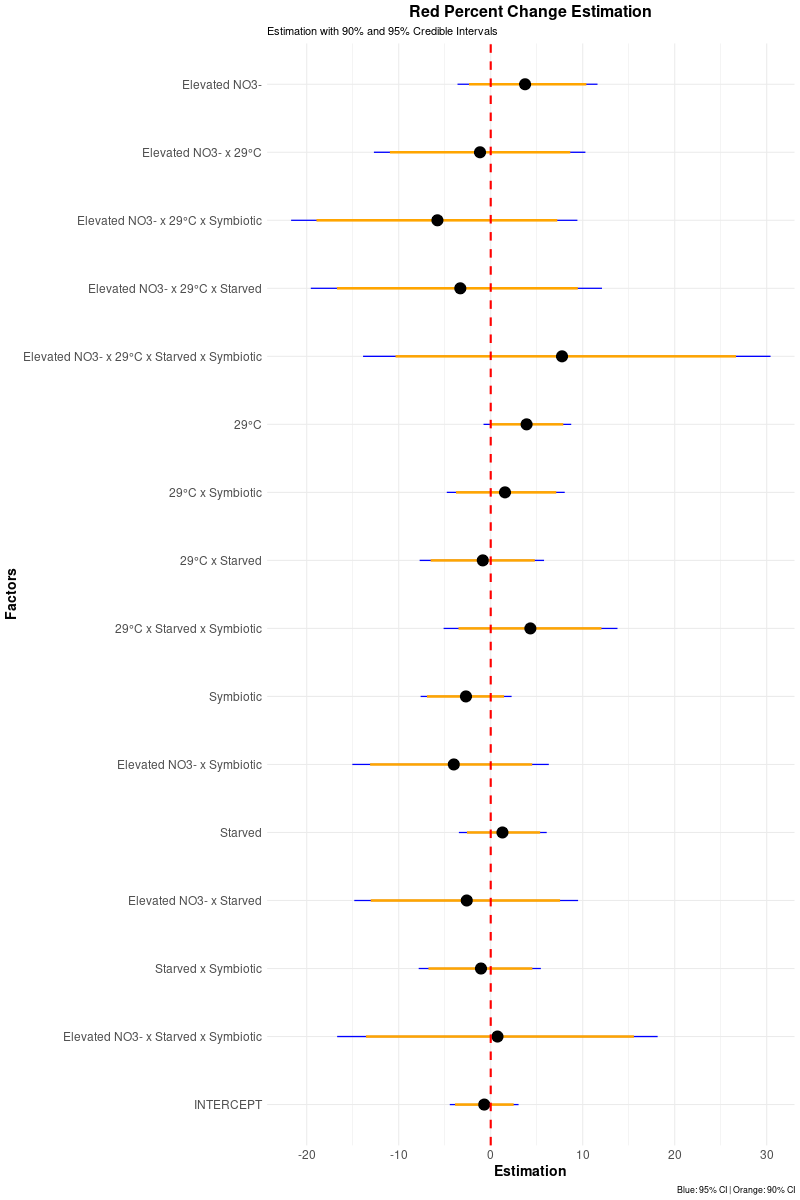 Red Percent Change Estimation
Estimation with 90% and 95% Credible Intervals
Elevated NO3-
Elevated NO3- x 29°C
Elevated NO3- x 29°C x Symbiotic
Elevated NO3- x 29°C x Starved
Elevated NO3- x 29°C x Starved x Symbiotic
29°C
29°C x Symbiotic
29°C x Starved
29°C x Starved x Symbiotic
Symbiotic
Elevated NO3- x Symbiotic
Starved
Elevated NO3- x Starved
Starved x Symbiotic
Elevated NO3- x Starved x Symbiotic
INTERCEPT
Factors
-20 -10 0 10 20 30
Estimation
Blue: 95% CI | Orange: 90% CI